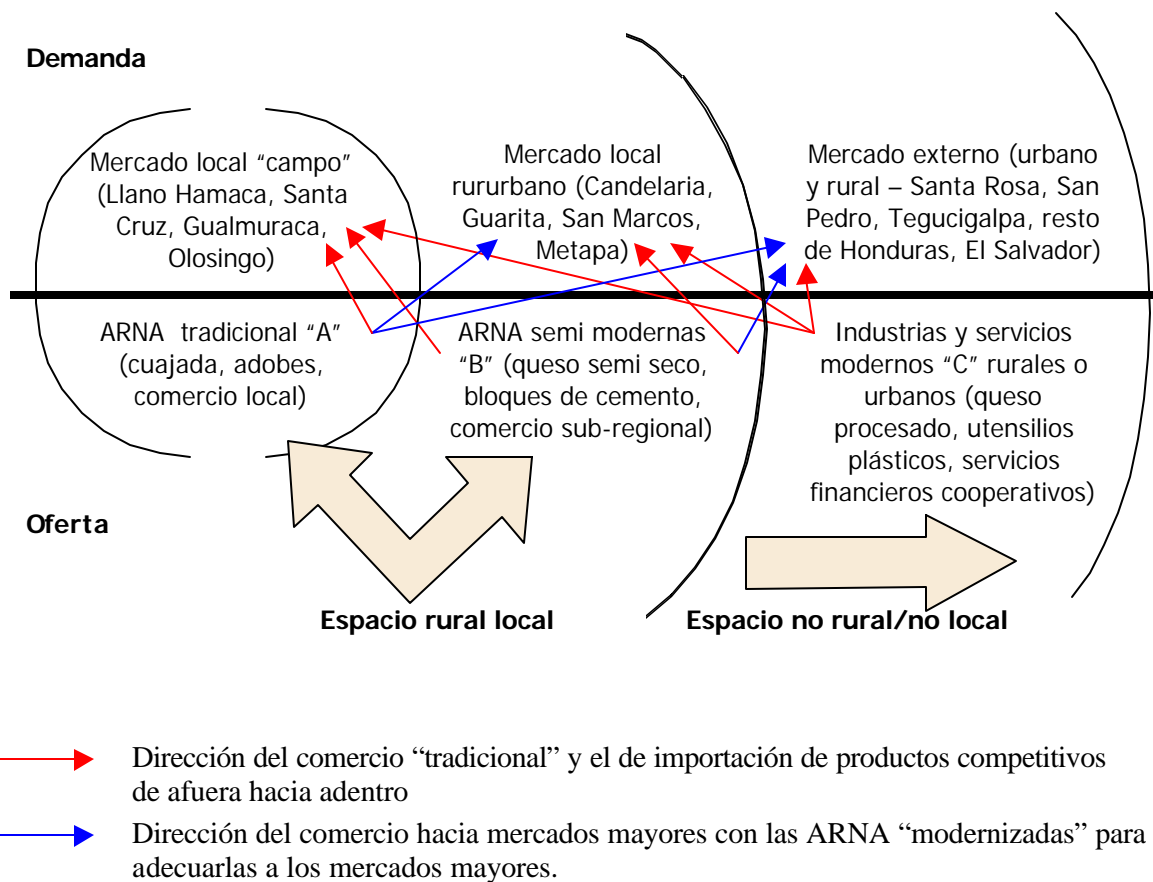 Demanda
Mercado local “campo”
(Llano Hamaca, Santa
Cruz, Gualmuraca,
Olosingo)
Mercado local
rururbano (Candelaria,
Guarita, San Marcos,
Metapa)
Mercado externo (urbano
y rural – Santa Rosa, San
Pedro, Tegucigalpa, resto
de Honduras, El Salvador)
ARNA tradicional “A”
(cuajada, adobes,
comercio local)
ARNA semi modernas
“B” (queso semi seco,
bloques de cemento,
comercio sub-regional)
Industrias y servicios
modernos “C” rurales o
urbanos (queso
procesado, utensilios
plásticos, servicios
financieros cooperativos)
Oferta
Espacio rural local
Espacio no rural/no local
Dirección del comercio “tradicional” y el de importación de productos competitivos
de afuera hacia adentro
Dirección del comercio hacia mercados mayores con las ARNA “modernizadas” para
adecuarlas a los mercados mayores.